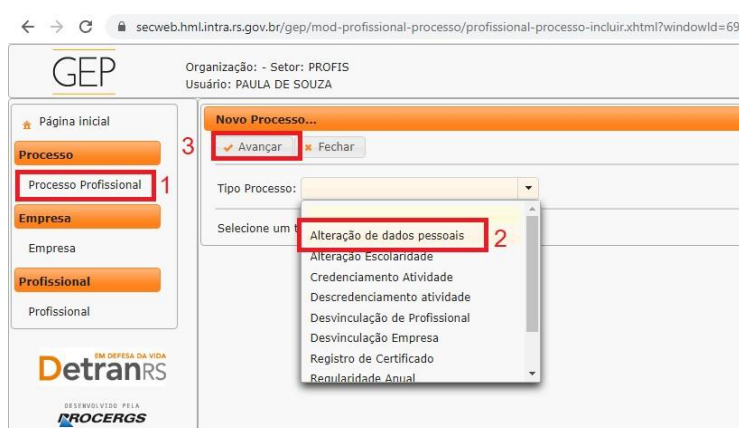 secweb.hml.intra.rs.gov.br/gep/mod-profissional-processo/profissional-processo-incluir.xhtml?windowId=69
GEP
Organização: - Setor: PROFIS
Usuário: PAULA DE SOUZA
Página inicial
Processo
Processo Profissional
1
Empresa
Empresa
Profissional
Profissional
EM DEFESA DA VIDA
DetranRS
DESENVOLVIDO PELA
PROCERGS
Novo Processo...
3
Avançar
Fechar
Tipo Processo:
Selecione um t
Alteração de dados pessoais
2
Alteração Escolaridade
Credenciamento Atividade
Descredenciamento atividade
Desvinculação de Profissional
Desvinculação Empresa
Registro de Certificado
Regularidade Anual